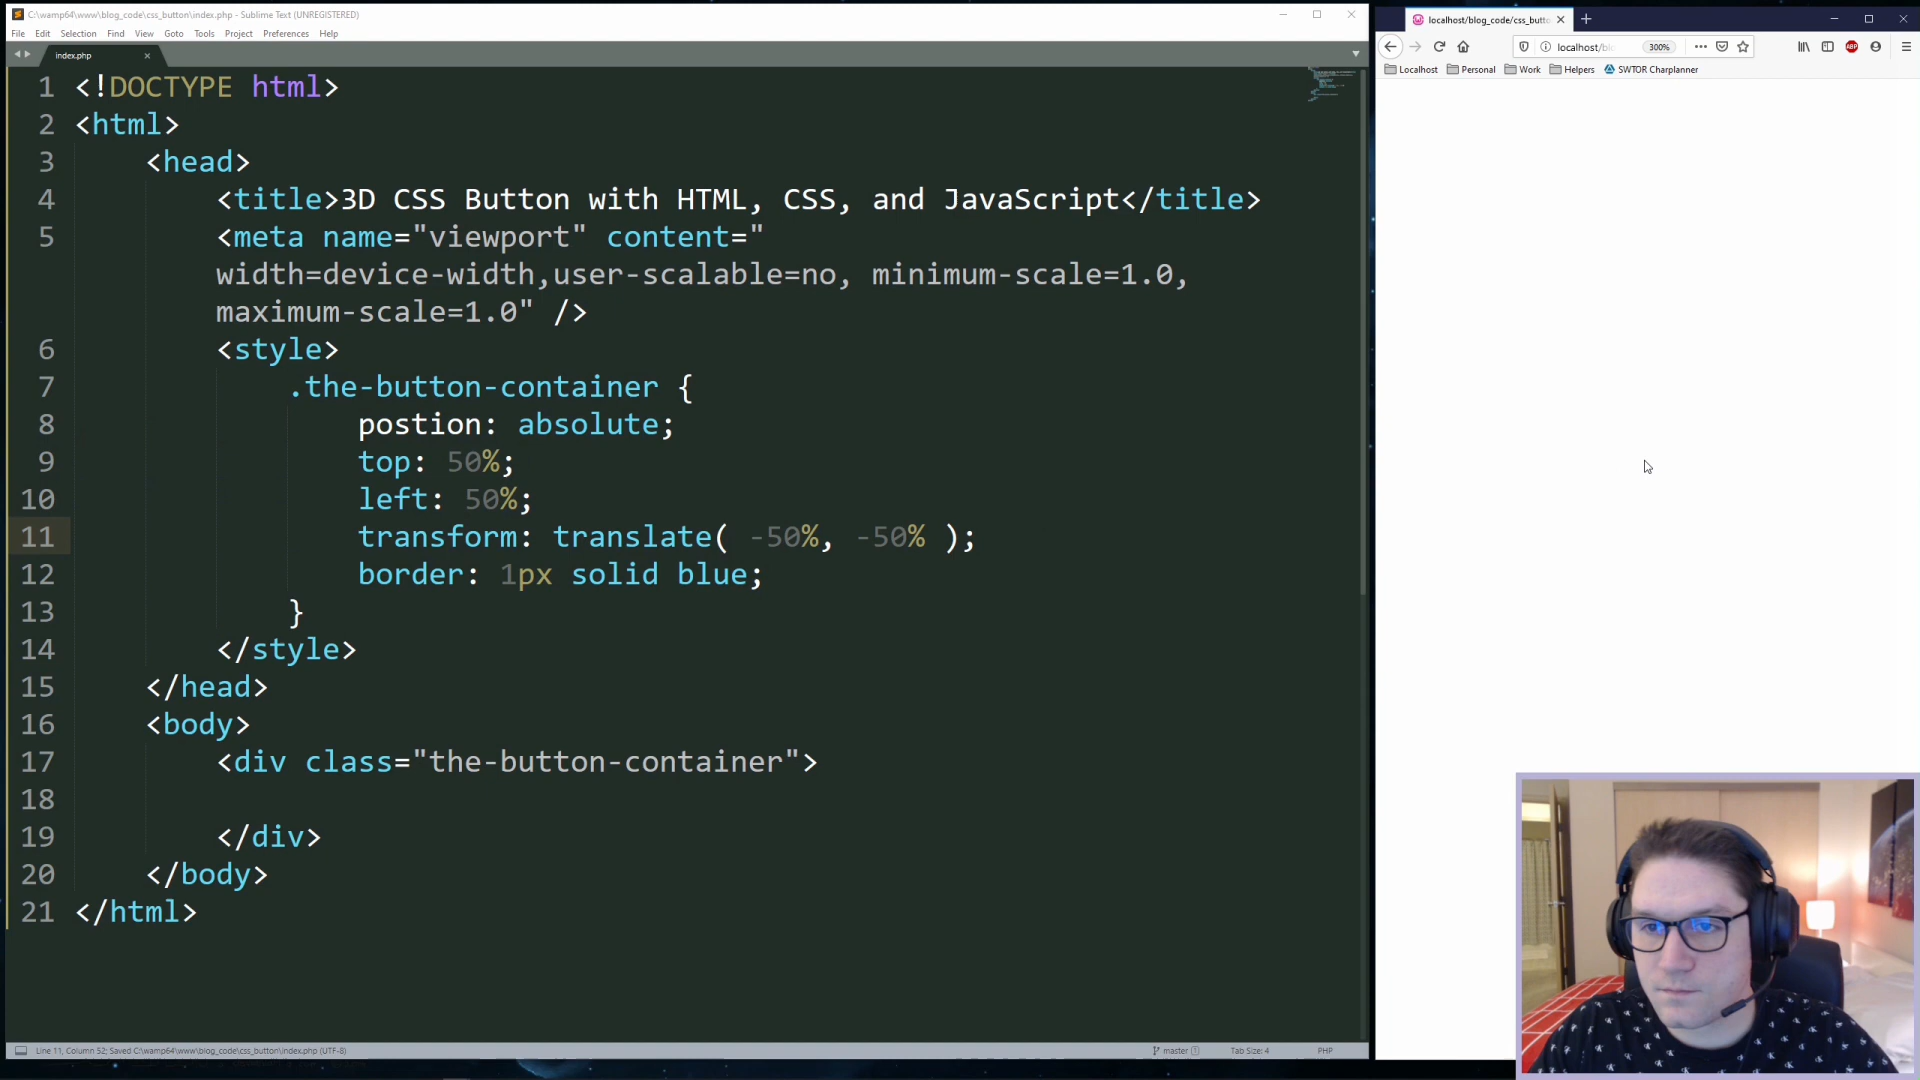 C:\wamp64\www\blog_code\css_button\index.php - Sublime Text (UNREGISTERED)
File Edit Selection Find View Goto Tools Project Preferences Help
index.php
1 <!DOCTYPE html>
2 <html>
3 <head>
4 <title>3D CSS Button with HTML, CSS, and JavaScript</title>
5 <meta name="viewport" content="
width=device-width,user-scalable=no, minimum-scale=1.0,
maximum-scale=1.0" />
6 <style>
7 .the-button-container {
8 postion: absolute;
9 top: 50%;
10 left: 50%;
11 transform: translate( -50%, -50% );
12 border: 1px solid blue;
13 }
14 </style>
15 </head>
16 <body>
17 <div class="the-button-container">
18
19 </div>
20 </body>
21 </html>
Line 11, Column 52; Saved C:\wamp64\www\blog_code\css_button\index.php (UTF-8)
master 1 Tab Size: 4 PHP
localhost/blog_code/css_butto
localhost/bl 300%
Localhost Personal Work Helpers SWTOR Charplanner
ABP